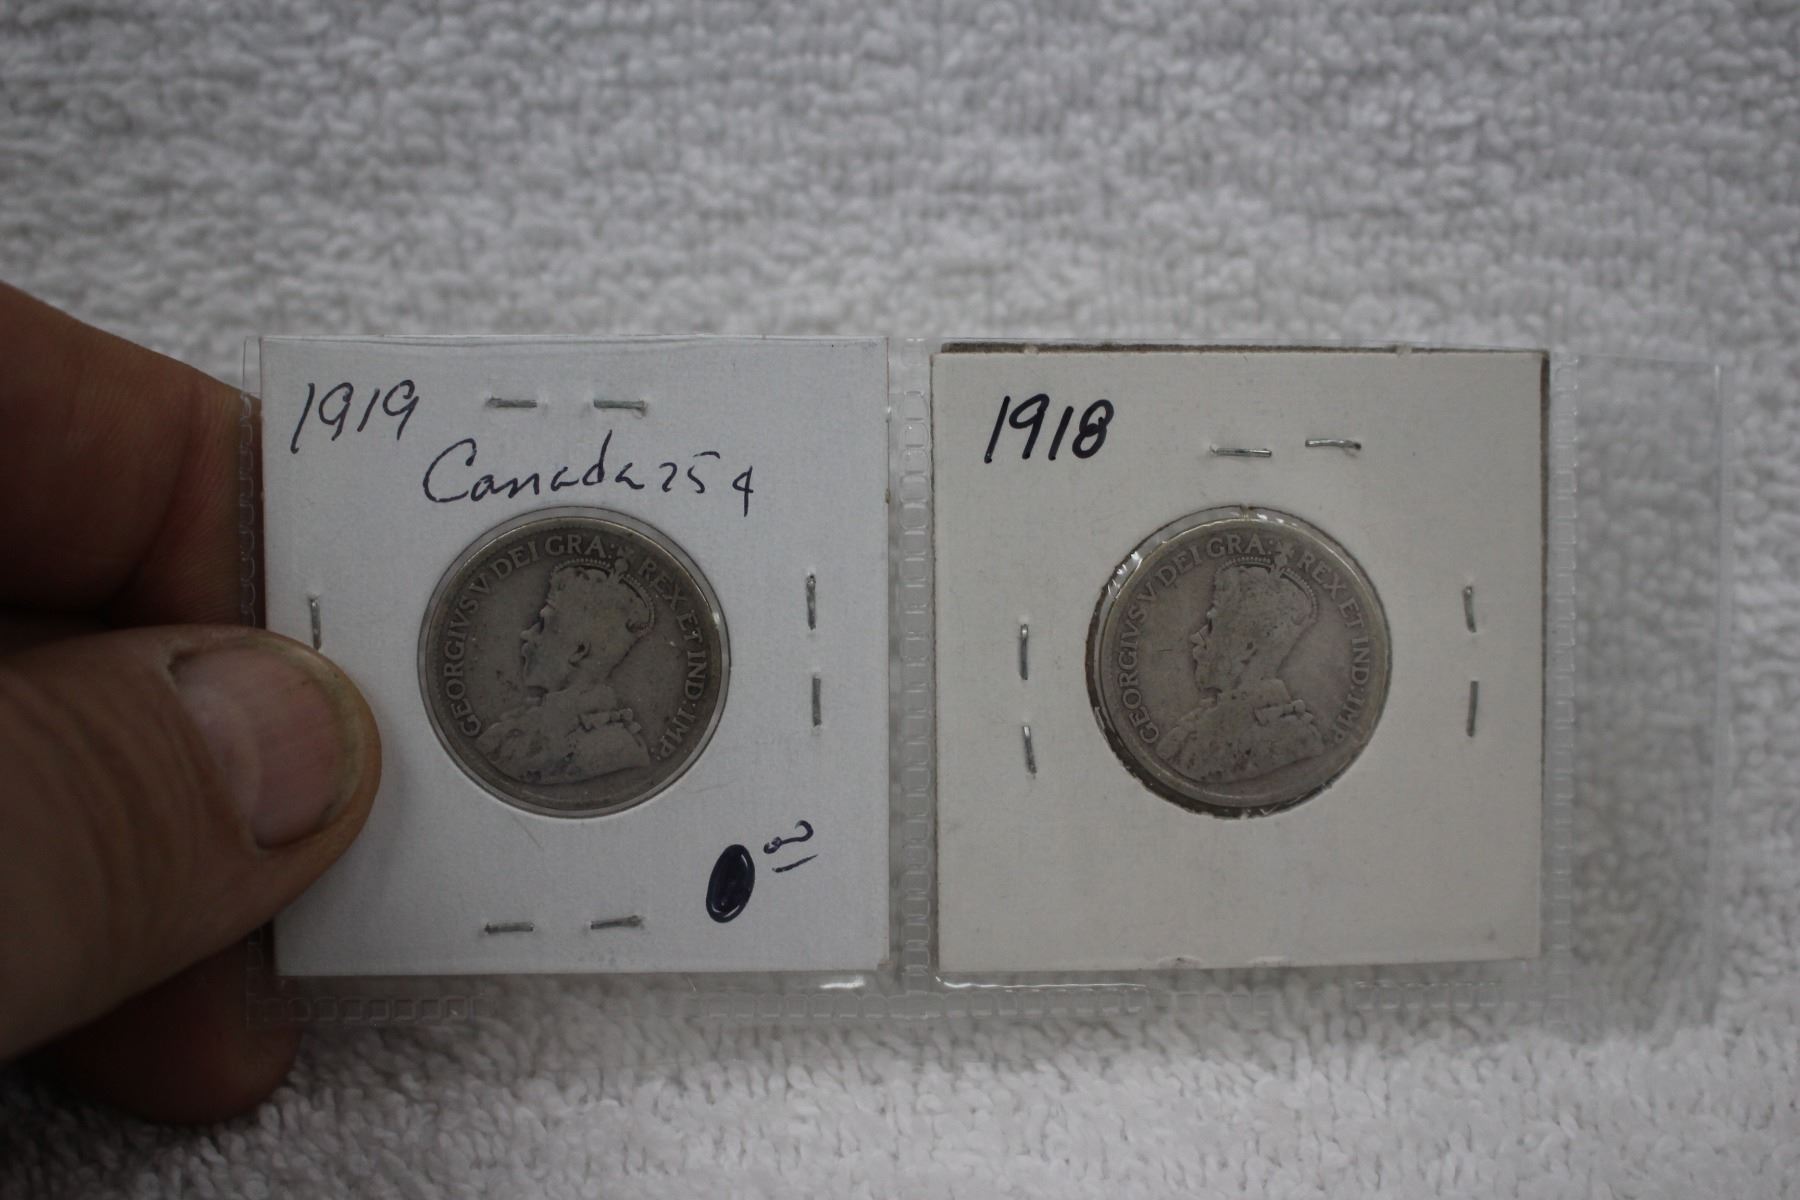 1919
Canada 25¢
GEORGIVS V DEI GRA: REX ET IND: IMP:
1918
GEORGIVS V DEI GRA: REX ET IND: IMP: